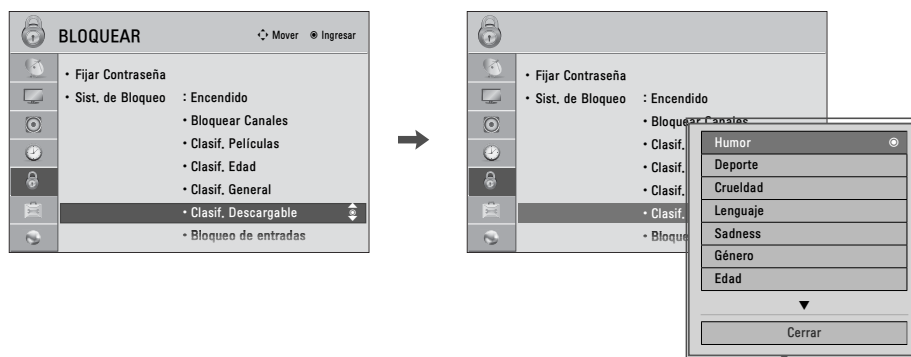 BLOQUEAR
Mover
Ingresar
• Fijar Contraseña
• Sist. de Bloqueo : Encendido
• Bloquear Canales
• Clasif. Películas
• Clasif. Edad
• Clasif. General
• Clasif. Descargable
• Bloqueo de entradas
• Fijar Contraseña
• Sist. de Bloqueo : Encendido
• Bloquear Canales
• Clasif.
• Clasif.
• Clasif.
• Clasif.
• Bloque
Humor
Deporte
Crueldad
Lenguaje
Sadness
Género
Edad
Cerrar